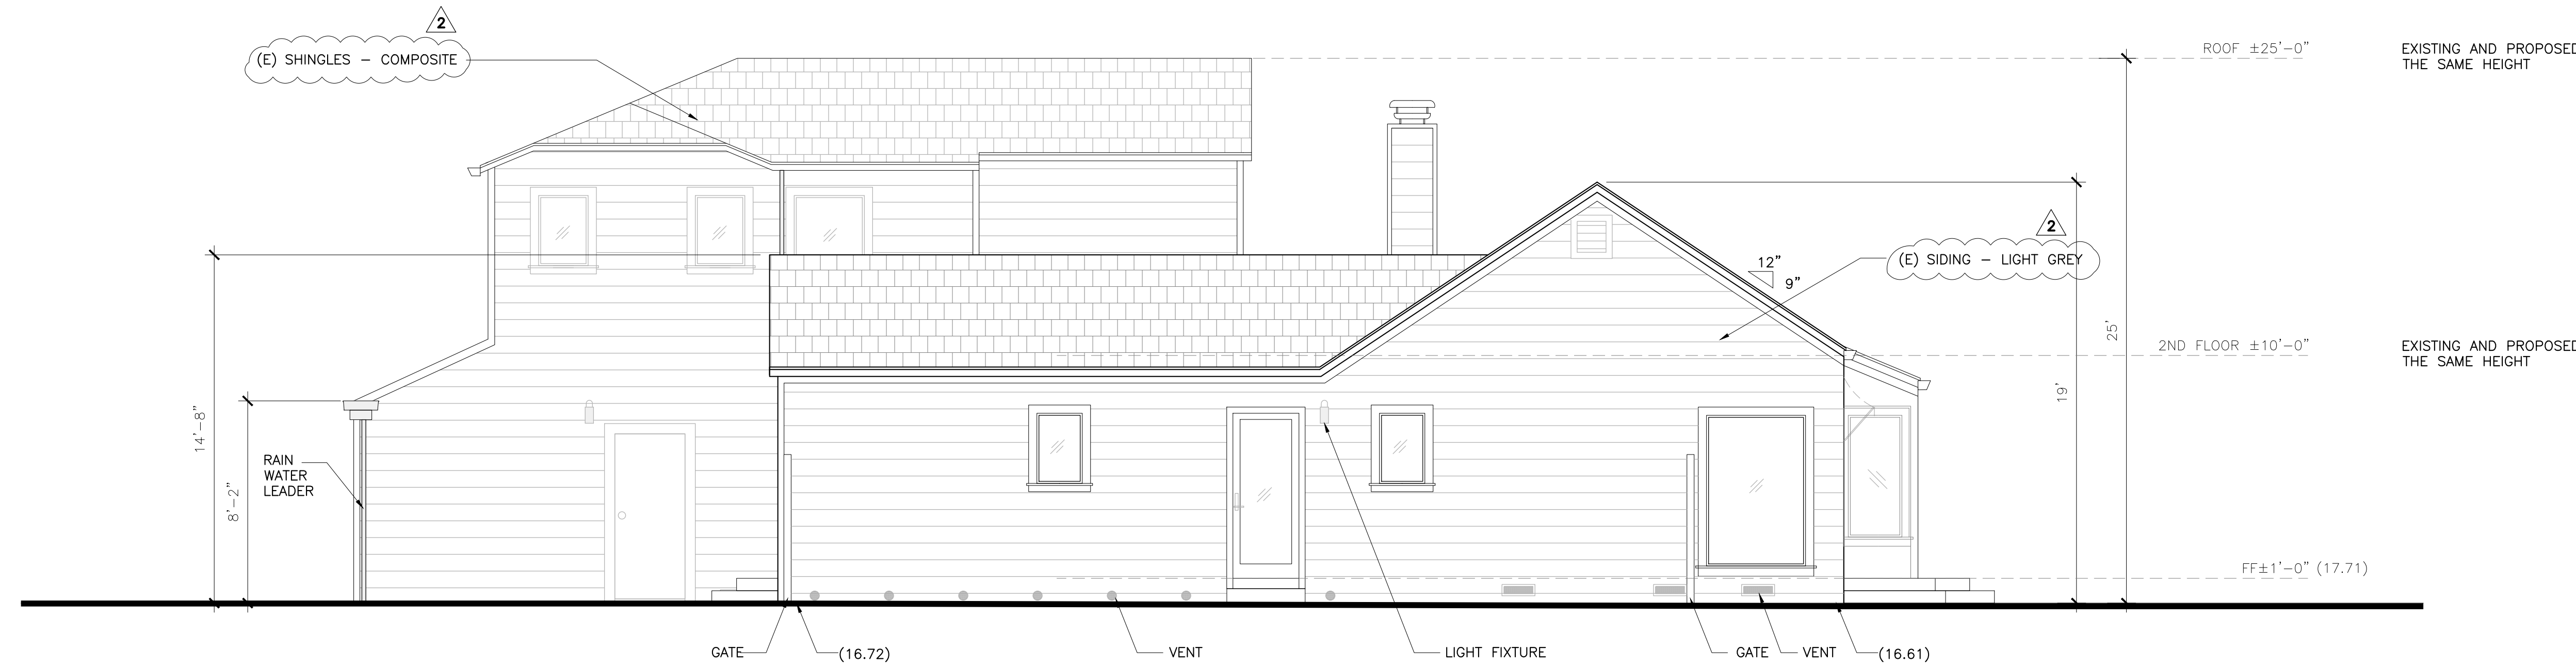 2
(E) SHINGLES – COMPOSITE
ROOF ±25'–0"
EXISTING AND PROPOSED
THE SAME HEIGHT
2
(E) SIDING – LIGHT GREY
12"
9"
25'
19'
2ND FLOOR ±10'–0"
EXISTING AND PROPOSED
THE SAME HEIGHT
14'–8"
8'–2"
RAIN
WATER
LEADER
FF±1'–0" (17.71)
GATE
(16.72)
VENT
LIGHT FIXTURE
GATE
VENT
(16.61)